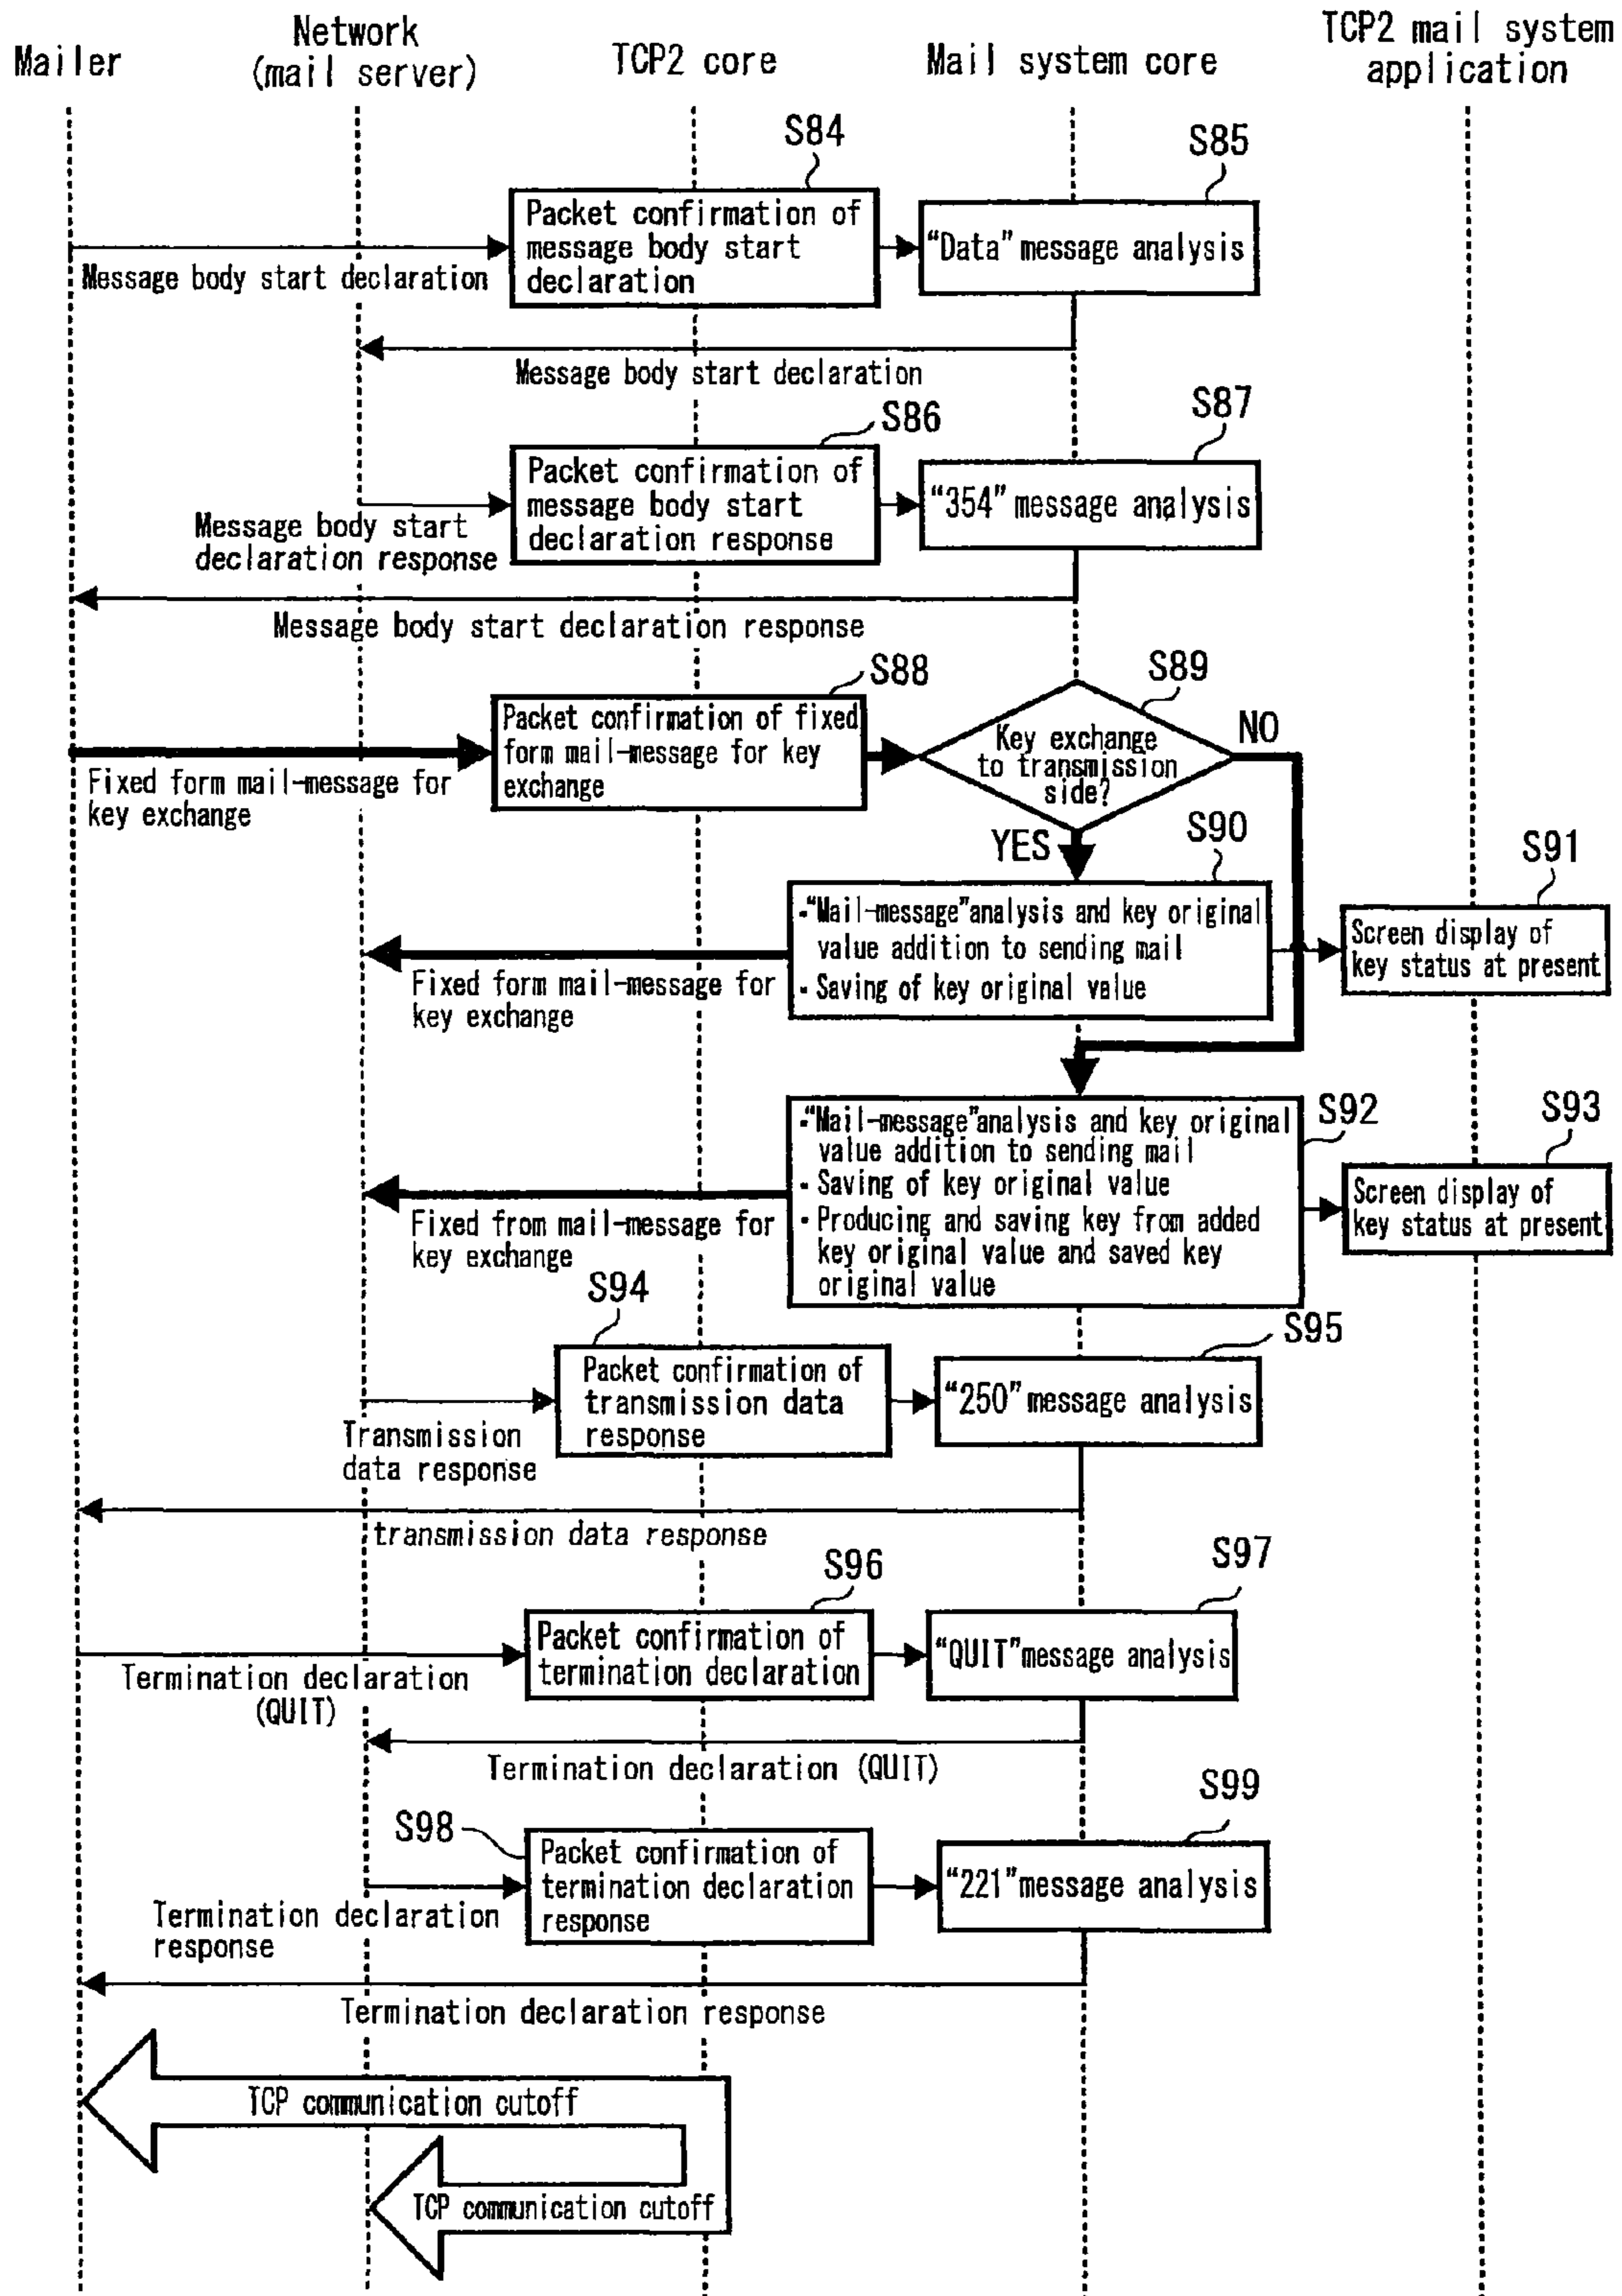 Mailer
Network
(mail server)
TCP2 core
Mail system core
TCP2 mail system
application
S84
S85
Packet confirmation of
message body start
declaration
“Data” message analysis
Message body start declaration
Message body start declaration
S86
S87
Packet confirmation of
message body start
declaration response
“354” message analysis
Message body start
declaration response
Message body start declaration response
S88
S89
Packet confirmation of fixed
form mail-message for key
exchange
Key exchange
to transmission
side?
NO
Fixed form mail-message for
key exchange
YES
S90
S91
-“Mail-message”analysis and key original
value addition to sending mail
- Saving of key original value
Screen display of
key status at present
Fixed form mail-message for
key exchange
S92
S93
-“Mail-message”analysis and key original
value addition to sending mail
- Saving of key original value
- Producing and saving key from added
key original value and saved key
original value
Screen display of
key status at present
Fixed from mail-message for
key exchange
S94
S95
Packet confirmation of
transmission data
response
“250” message analysis
Transmission
data response
transmission data response
S96
S97
Packet confirmation of
termination declaration
“QUIT”message analysis
Termination declaration
(QUIT)
Termination declaration (QUIT)
S98
S99
Packet confirmation of
termination declaration
response
“221”message analysis
Termination declaration
response
Termination declaration response
TCP communication cutoff
TCP communication cutoff